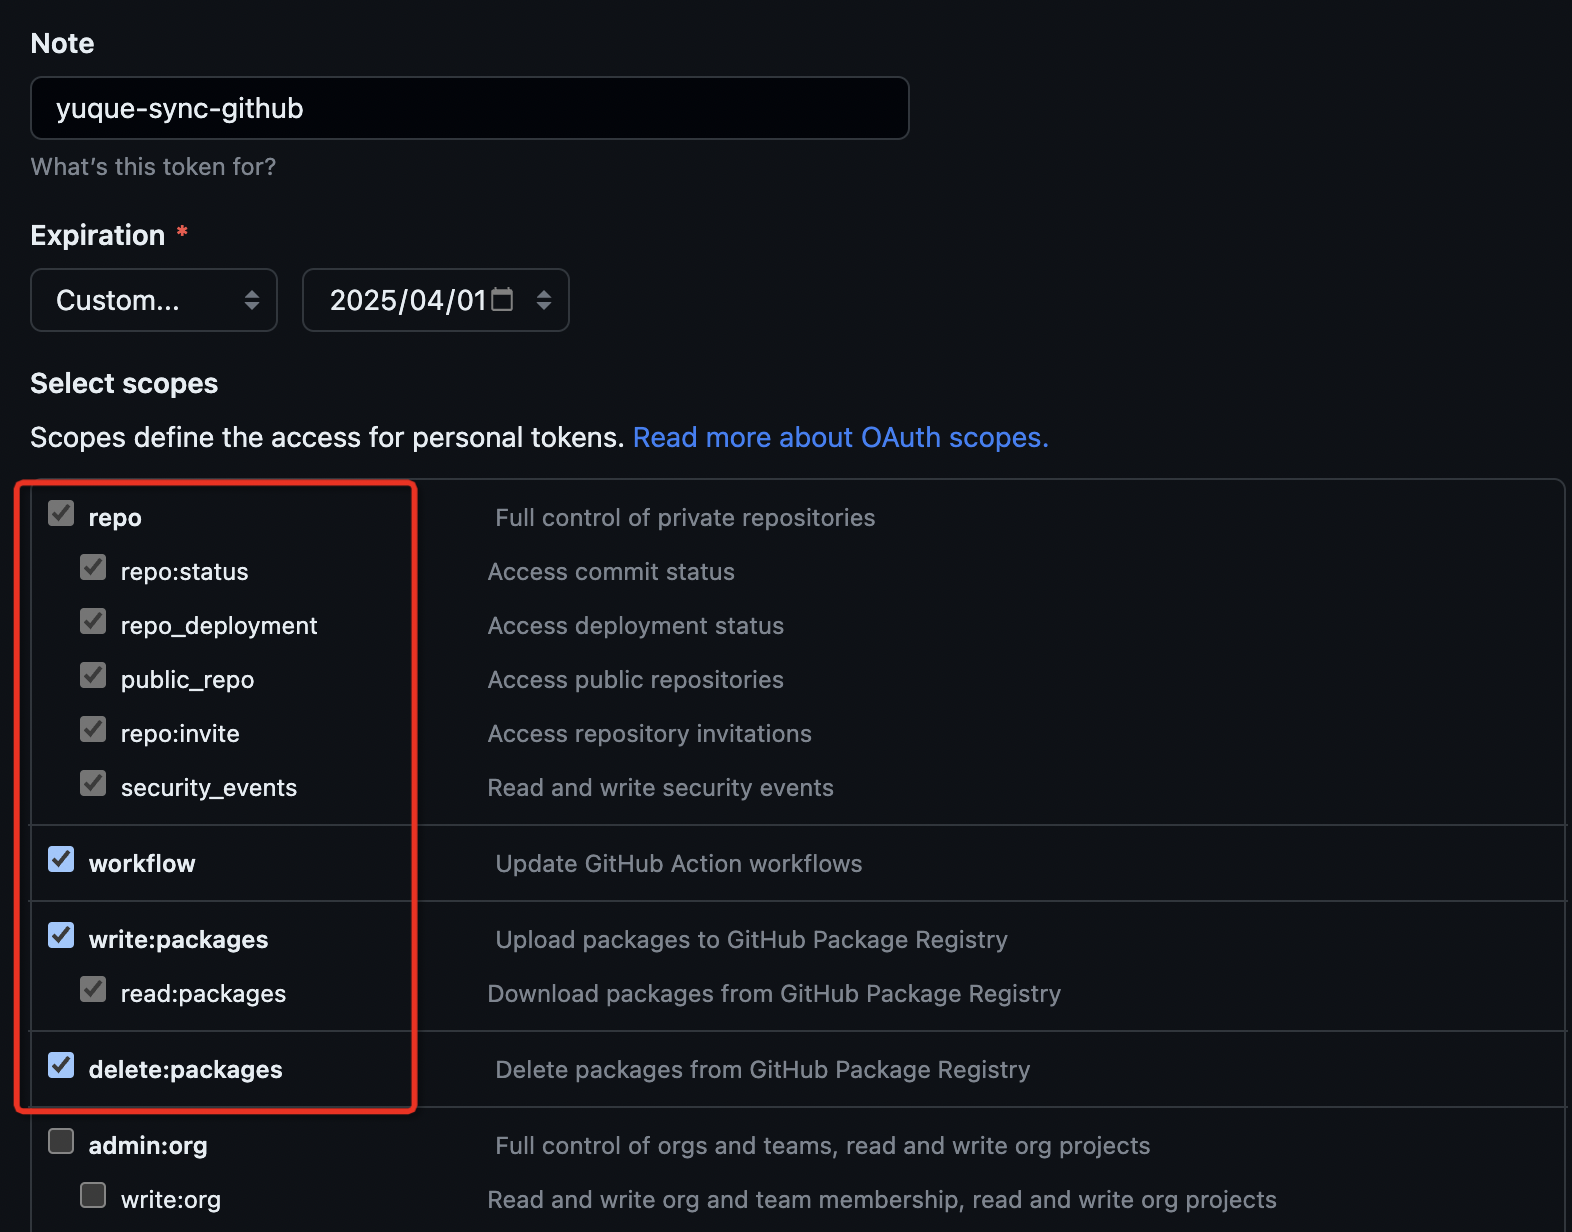 Note
yuque-sync-github
What's this token for?
Expiration *
Custom... 2025/04/01
Select scopes
Scopes define the access for personal tokens. Read more about OAuth scopes.
repo Full control of private repositories
repo:status Access commit status
repo_deployment Access deployment status
public_repo Access public repositories
repo:invite Access repository invitations
security_events Read and write security events
workflow Update GitHub Action workflows
write:packages Upload packages to GitHub Package Registry
read:packages Download packages from GitHub Package Registry
delete:packages Delete packages from GitHub Package Registry
admin:org Full control of orgs and teams, read and write org projects
write:org Read and write org and team membership, read and write org projects